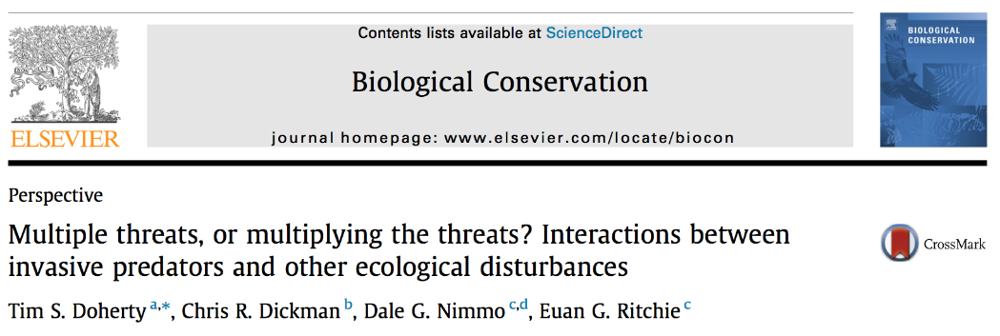 Contents lists available at ScienceDirect
Biological Conservation
journal homepage: www.elsevier.com/locate/biocon
ELSEVIER
BIOLOGICAL
CONSERVATION
Perspective
Multiple threats, or multiplying the threats? Interactions between
invasive predators and other ecological disturbances
CrossMark
Tim S. Doherty a,*, Chris R. Dickman b, Dale G. Nimmo c,d, Euan G. Ritchie c